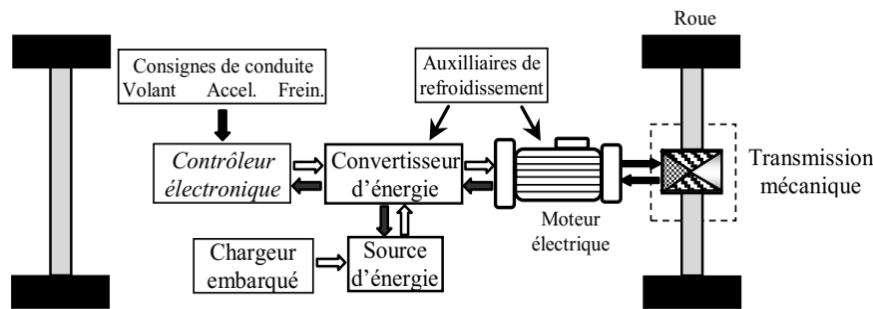 Roue
Consignes de conduite
Volant Accel. Frein.
Auxilliaires de
refroidissement
Contrôleur
électronique
Convertisseur
d'énergie
Transmission
mécanique
Moteur
électrique
Chargeur
embarqué
Source
d'énergie